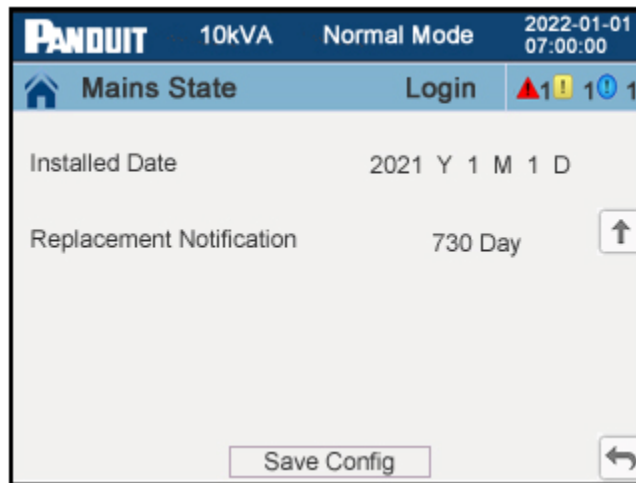 PANDUIT 10kVA Normal Mode 2022-01-01
07:00:00
Mains State Login 1 ! 1 ! 1
Installed Date 2021 Y 1 M 1 D
Replacement Notification 730 Day
Save Config